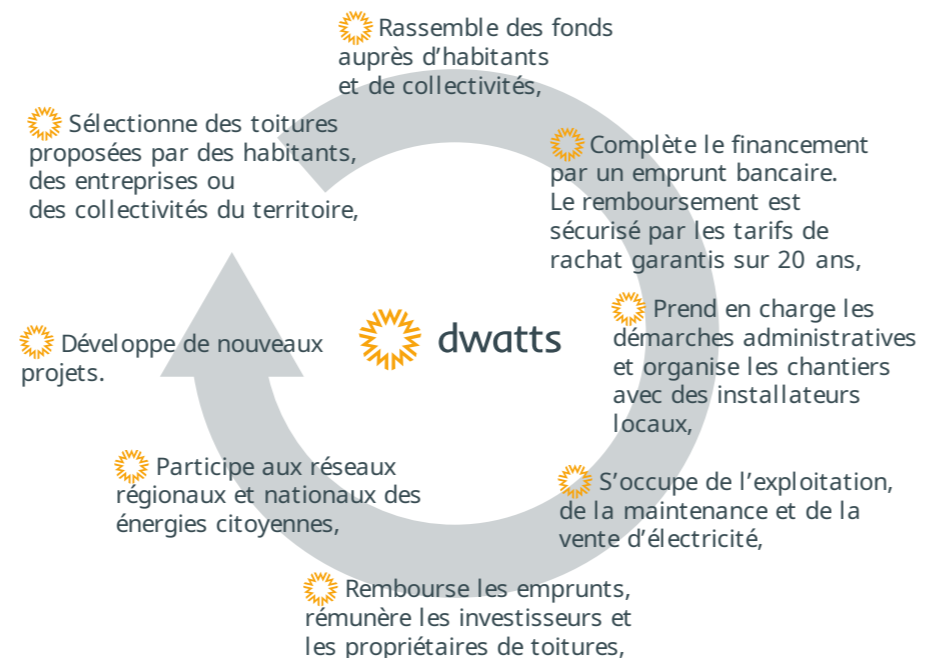 Rassemble des fonds
auprès d'habitants
et de collectivités,
Sélectionne des toitures
proposées par des habitants,
des entreprises ou
des collectivités du territoire,
Complète le financement
par un emprunt bancaire.
Le remboursement est
sécurisé par les tarifs de
rachat garantis sur 20 ans,
Prend en charge les
démarches administratives
et organise les chantiers
avec des installateurs
locaux,
dwatts
Développe de nouveaux
projets.
Participe aux réseaux
régionaux et nationaux des
énergies citoyennes,
S'occupe de l'exploitation,
de la maintenance et de la
vente d'électricité,
Rembourse les emprunts,
rémunère les investisseurs et
les propriétaires de toitures,